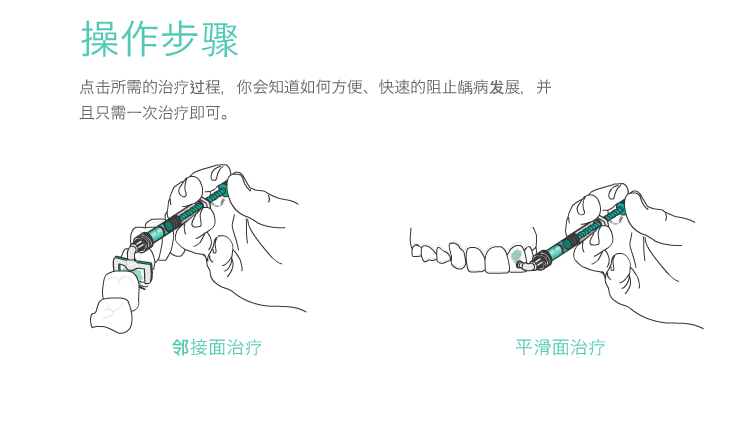 操作步骤
点击所需的治疗过程，你会知道如何方便、快速的阻止龋病发展，并
且只需一次治疗即可。
邻接面治疗
平滑面治疗